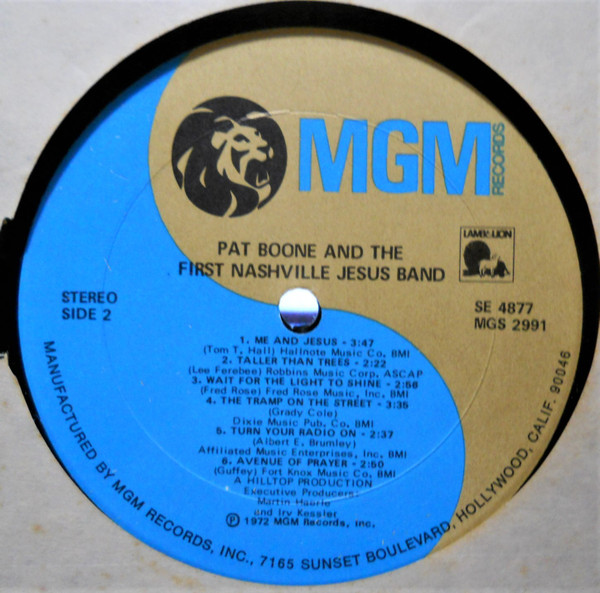 MGM
RECORDS
LAMB & LION
PAT BOONE AND THE
FIRST NASHVILLE JESUS BAND
STEREO
SIDE 2
SE 4877
MGS 2991
1. ME AND JESUS - 3:47
(Tom T. Hall) Hallnote Music Co. BMI
2. TALLER THAN TREES - 2:22
(Lee Ferebee) Robbins Music Corp. ASCAP
3. WAIT FOR THE LIGHT TO SHINE - 2:58
(Fred Rose) Fred Rose Music, Inc. BMI
4. THE TRAMP ON THE STREET - 3:35
(Grady Cole)
Dixie Music Pub. Co. BMI
5. TURN YOUR RADIO ON - 2:37
(Albert E. Brumley)
Affiliated Music Enterprises, Inc. BMI
6. AVENUE OF PRAYER - 2:50
(Guffey) Fort Knox Music Co. BMI
A HILLTOP PRODUCTION
Executive Producers:
Martin Haerle
and Irv Kessler
℗ 1972 MGM Records, Inc.
MANUFACTURED BY MGM RECORDS, INC., 7165 SUNSET BOULEVARD, HOLLYWOOD, CALIF. 90046